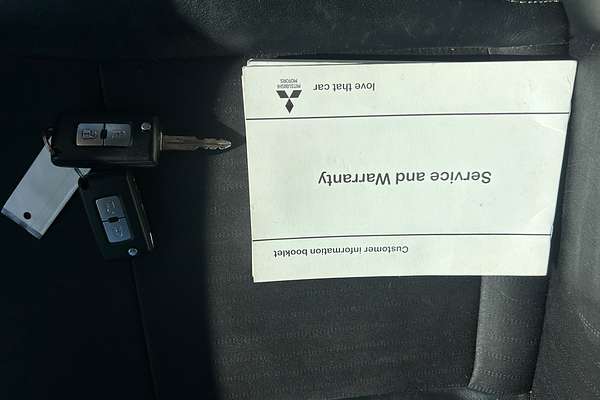 Customer information booklet
Service and Warranty
love that car
MITSUBISHI
MOTORS